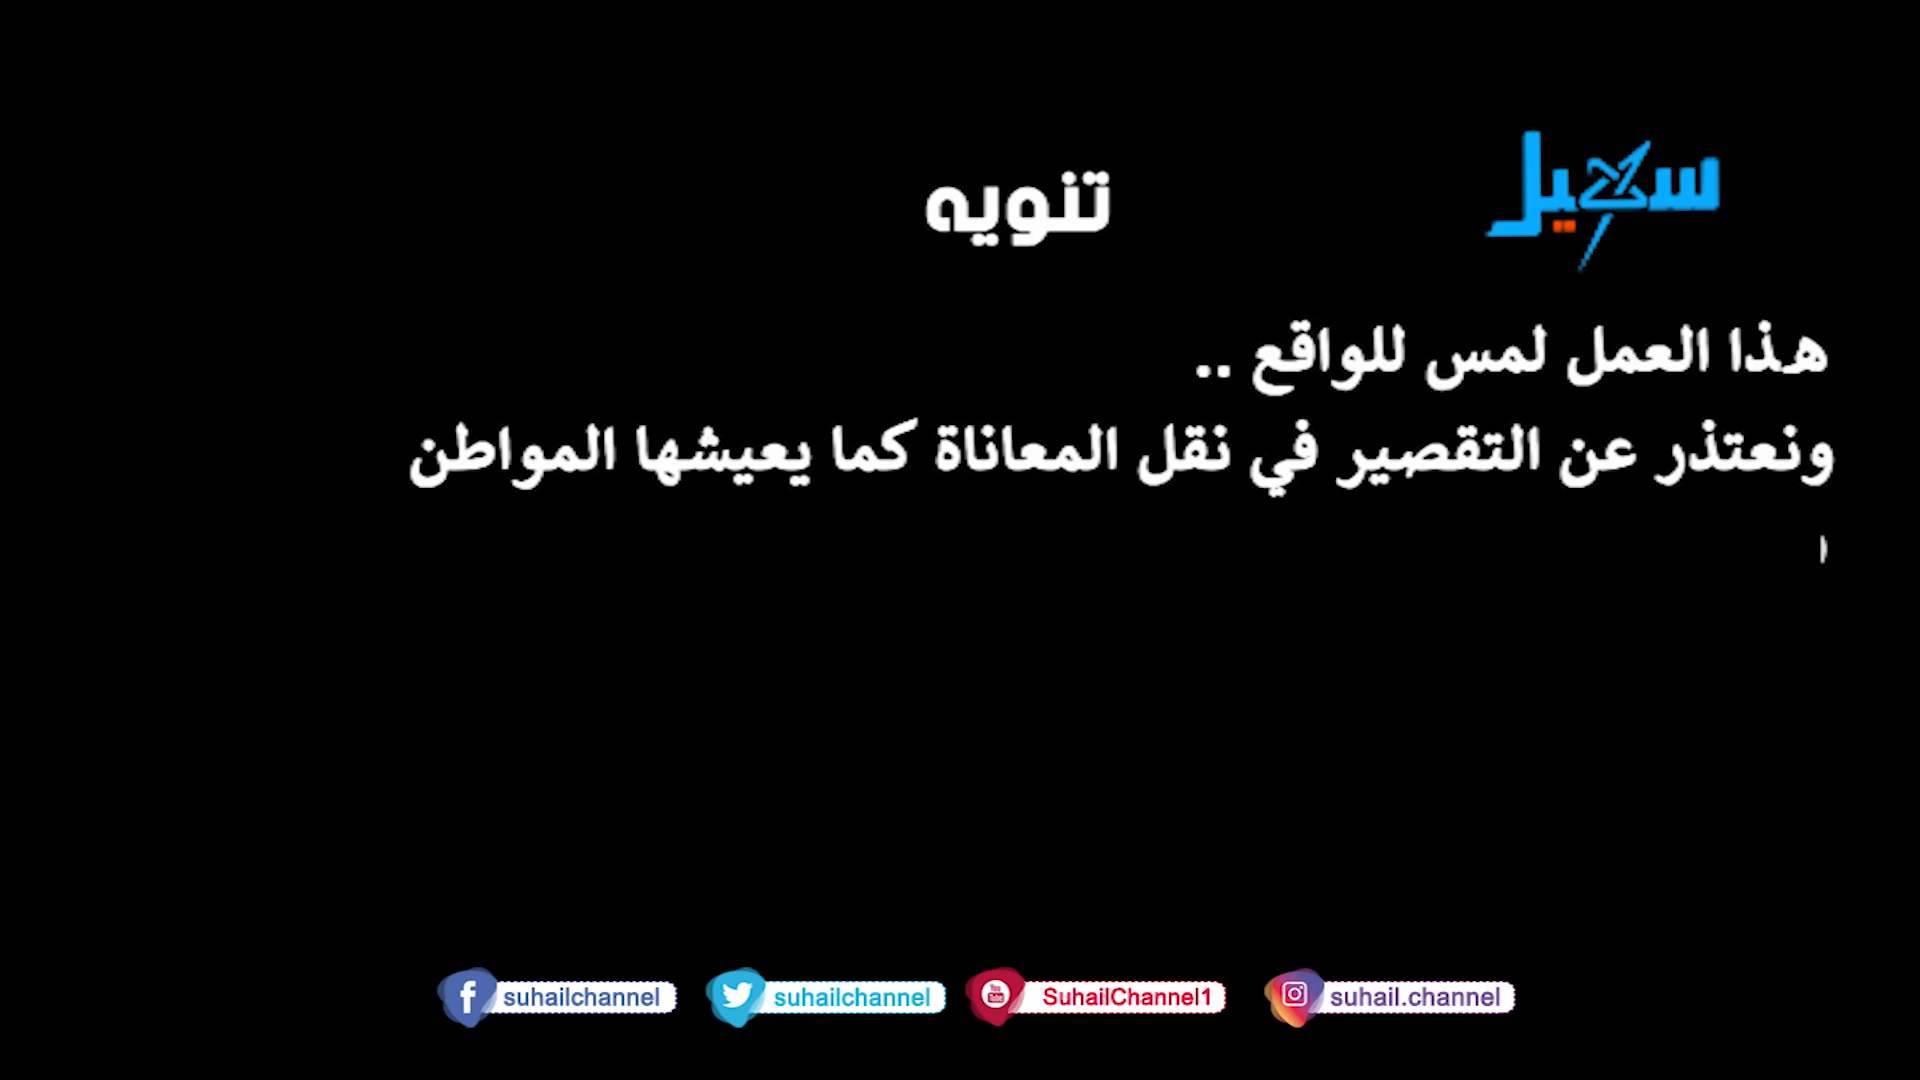 سهيل
تنويه
هذا العمل لمس للواقع ..
ونعتذر عن التقصير في نقل المعاناة كما يعيشها المواطن
ا
suhailchannel
suhailchannel
SuhailChannel1
suhail.channel